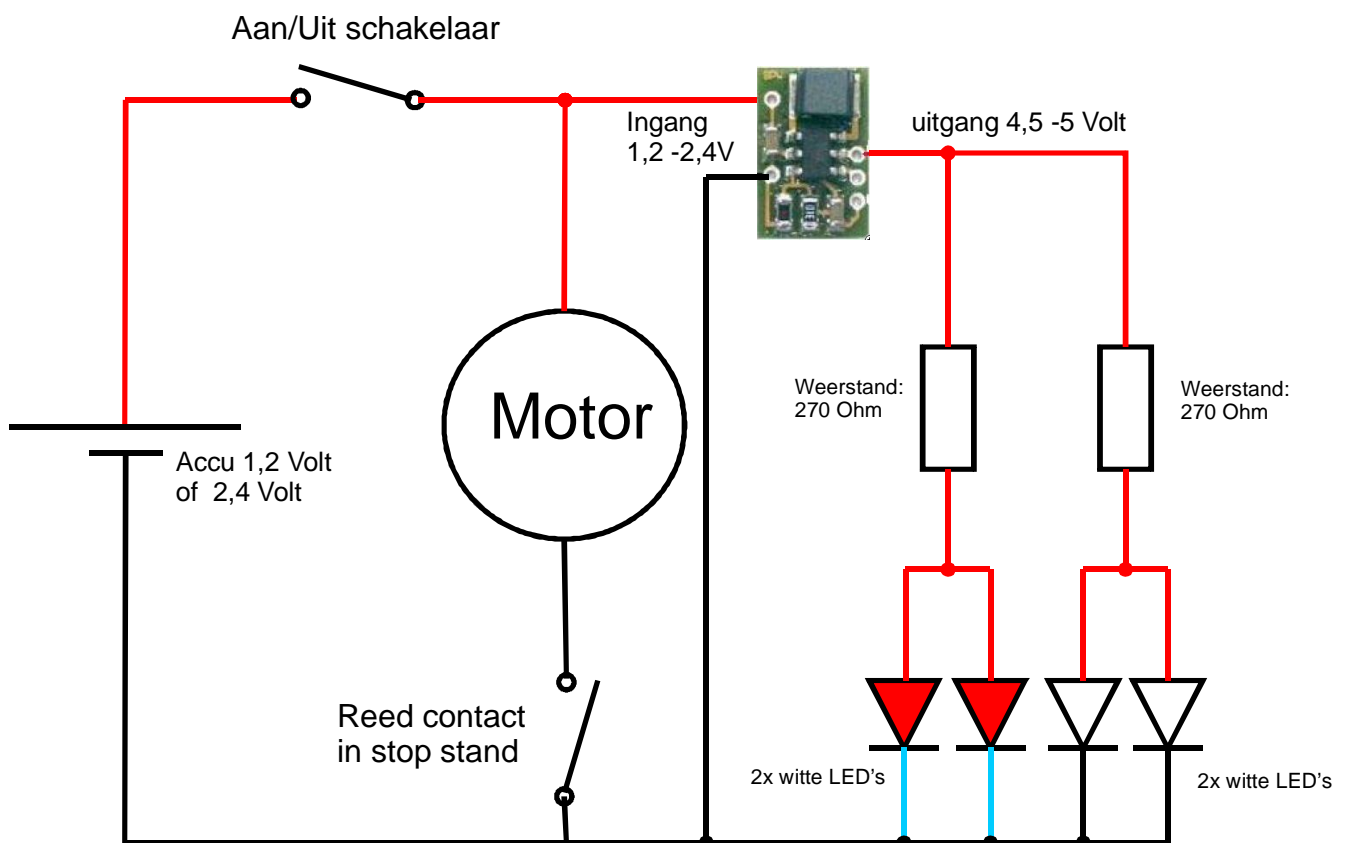 Aan/Uit schakelaar
Ingang
1,2 -2,4V
uitgang 4,5 -5 Volt
Motor
Weerstand:
270 Ohm
Weerstand:
270 Ohm
Accu 1,2 Volt
of 2,4 Volt
Reed contact
in stop stand
2x witte LED's
2x witte LED's